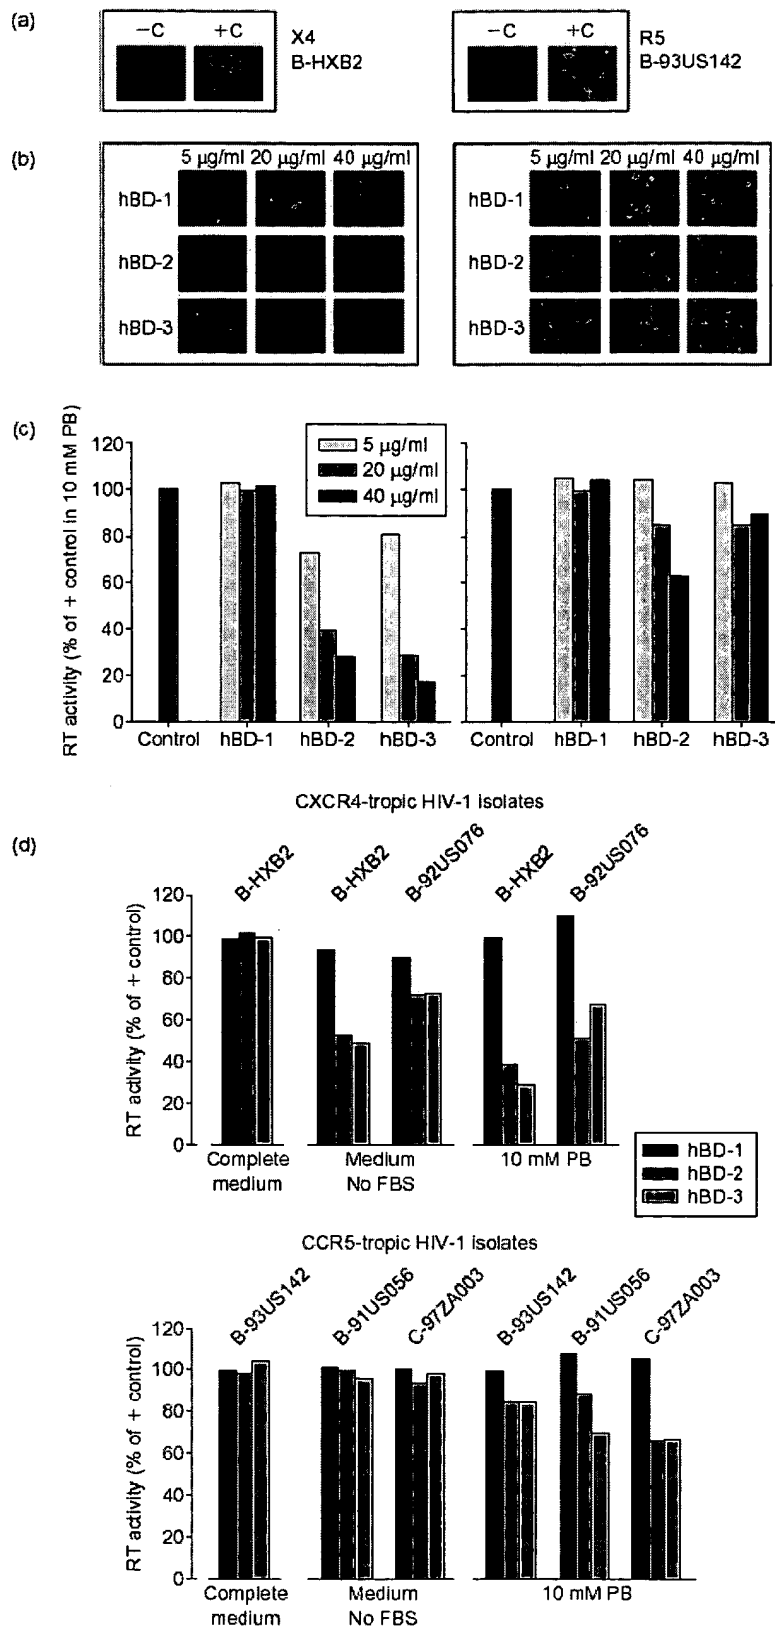 (a)
−C +C
X4
B-HXB2
−C +C
R5
B-93US142
(b)
5 µg/ml 20 µg/ml 40 µg/ml
hBD-1
hBD-2
hBD-3
5 µg/ml 20 µg/ml 40 µg/ml
hBD-1
hBD-2
hBD-3
(c)
RT activity (% of + control in 10 mM PB)
120
100
80
60
40
20
0
5 µg/ml
20 µg/ml
40 µg/ml
Control hBD-1 hBD-2 hBD-3
Control hBD-1 hBD-2 hBD-3
CXCR4-tropic HIV-1 isolates
(d)
B-HXB2 B-HXB2 B-92US076 B-HXB2 B-92US076
RT activity (% of + control)
120
100
80
60
40
20
0
Complete
medium
Medium
No FBS
10 mM PB
hBD-1
hBD-2
hBD-3
CCR5-tropic HIV-1 isolates
B-93US142 B-91US056 C-97ZA003 B-93US142 B-91US056 C-97ZA003
RT activity (% of + control)
120
100
80
60
40
20
0
Complete
medium
Medium
No FBS
10 mM PB